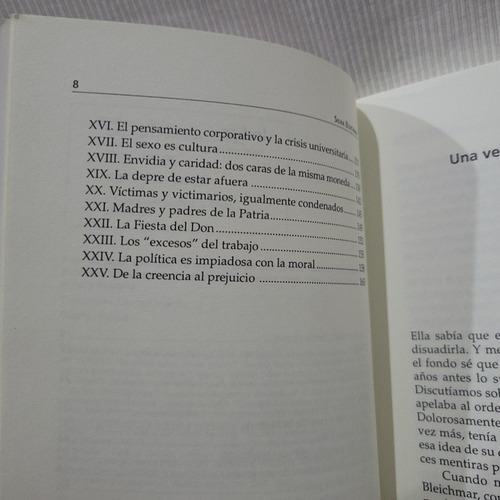 8
XVI. El pensamiento corporativo y la crisis universitaria
XVII. El sexo es cultura
XVIII. Envidia y caridad: dos caras de la misma moneda
XIX. La depre de estar afuera
XX. Víctimas y victimarios, igualmente condenados
XXI. Madres y padres de la Patria
XXII. La Fiesta del Don
XXIII. Los “excesos” del trabajo
XXIV. La política es impiadosa con la moral
XXV. De la creencia al prejuicio
Una ve
Ella sabía que e
disuadirla. Y me
el fondo sé que
años antes lo su
Discutíamos sob
apelaba al orde
Dolorosamente
vez más, tenía
esa idea de su
ces mentiras p
Cuando m
Bleichmar, co